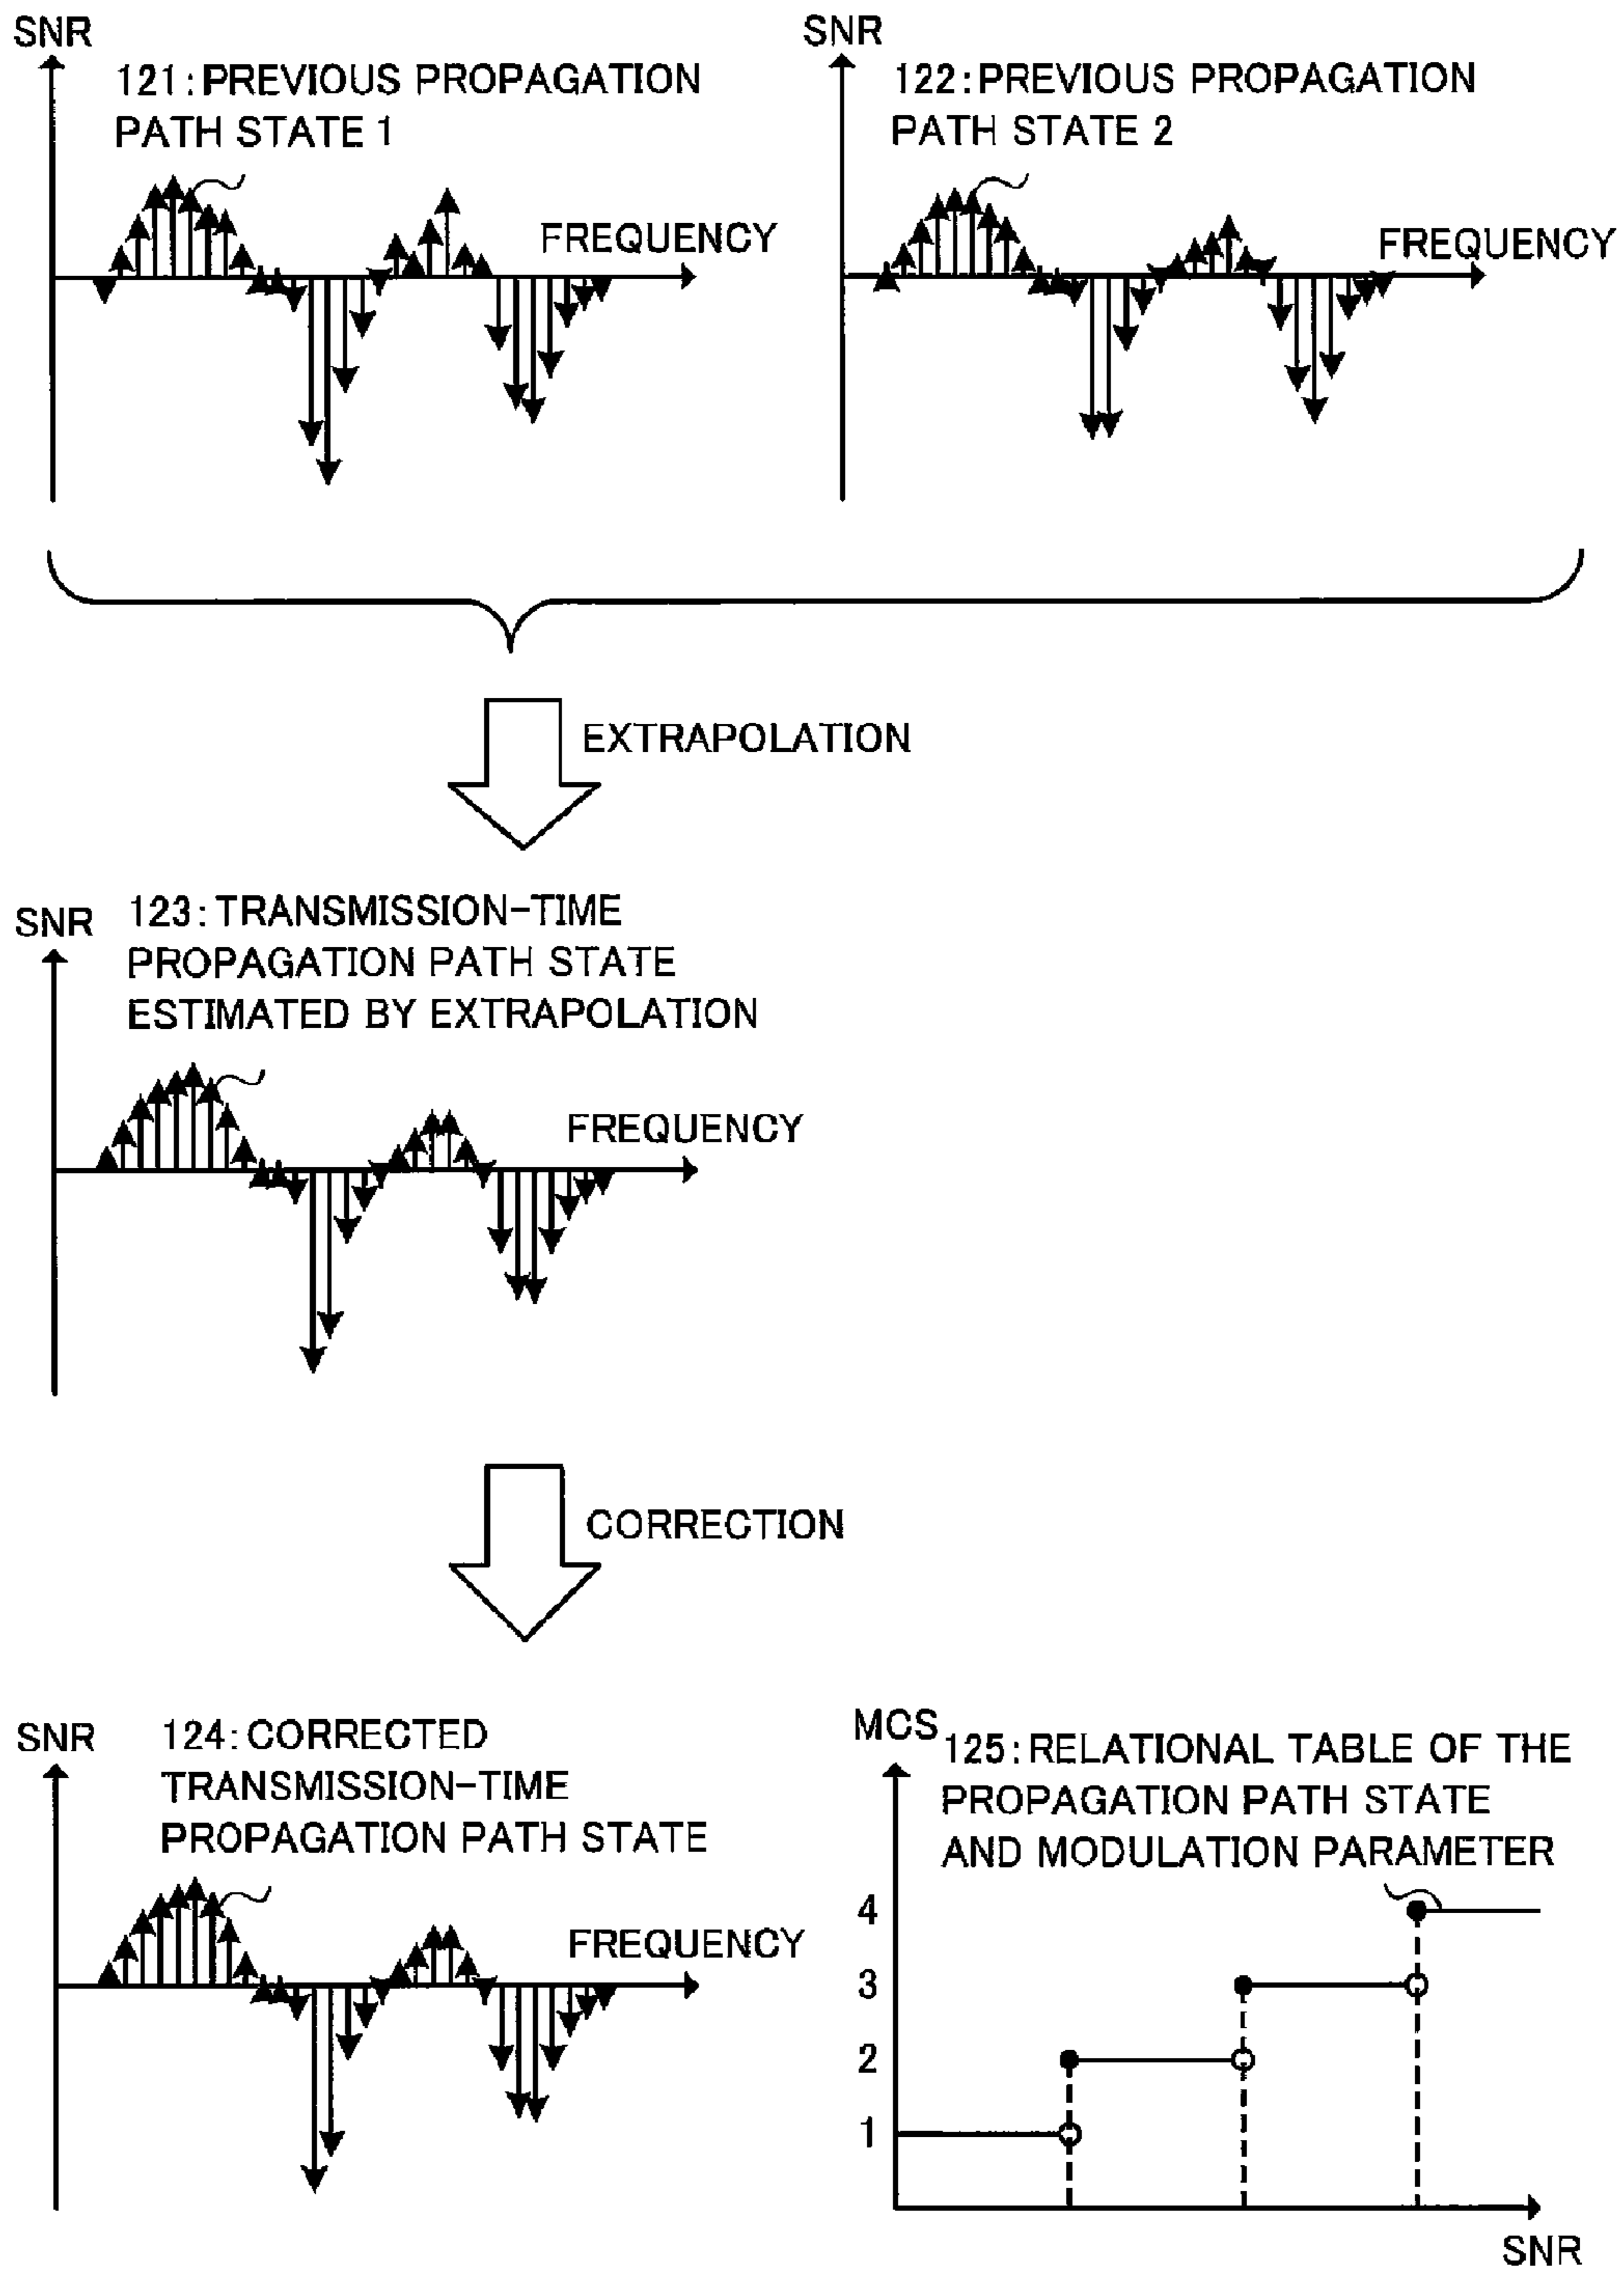 SNR
121:PREVIOUS PROPAGATION
PATH STATE 1
FREQUENCY
SNR
122:PREVIOUS PROPAGATION
PATH STATE 2
FREQUENCY
EXTRAPOLATION
SNR
123:TRANSMISSION-TIME
PROPAGATION PATH STATE
ESTIMATED BY EXTRAPOLATION
FREQUENCY
CORRECTION
SNR
124:CORRECTED
TRANSMISSION-TIME
PROPAGATION PATH STATE
FREQUENCY
MCS
125:RELATIONAL TABLE OF THE
PROPAGATION PATH STATE
AND MODULATION PARAMETER
4
3
2
1
SNR